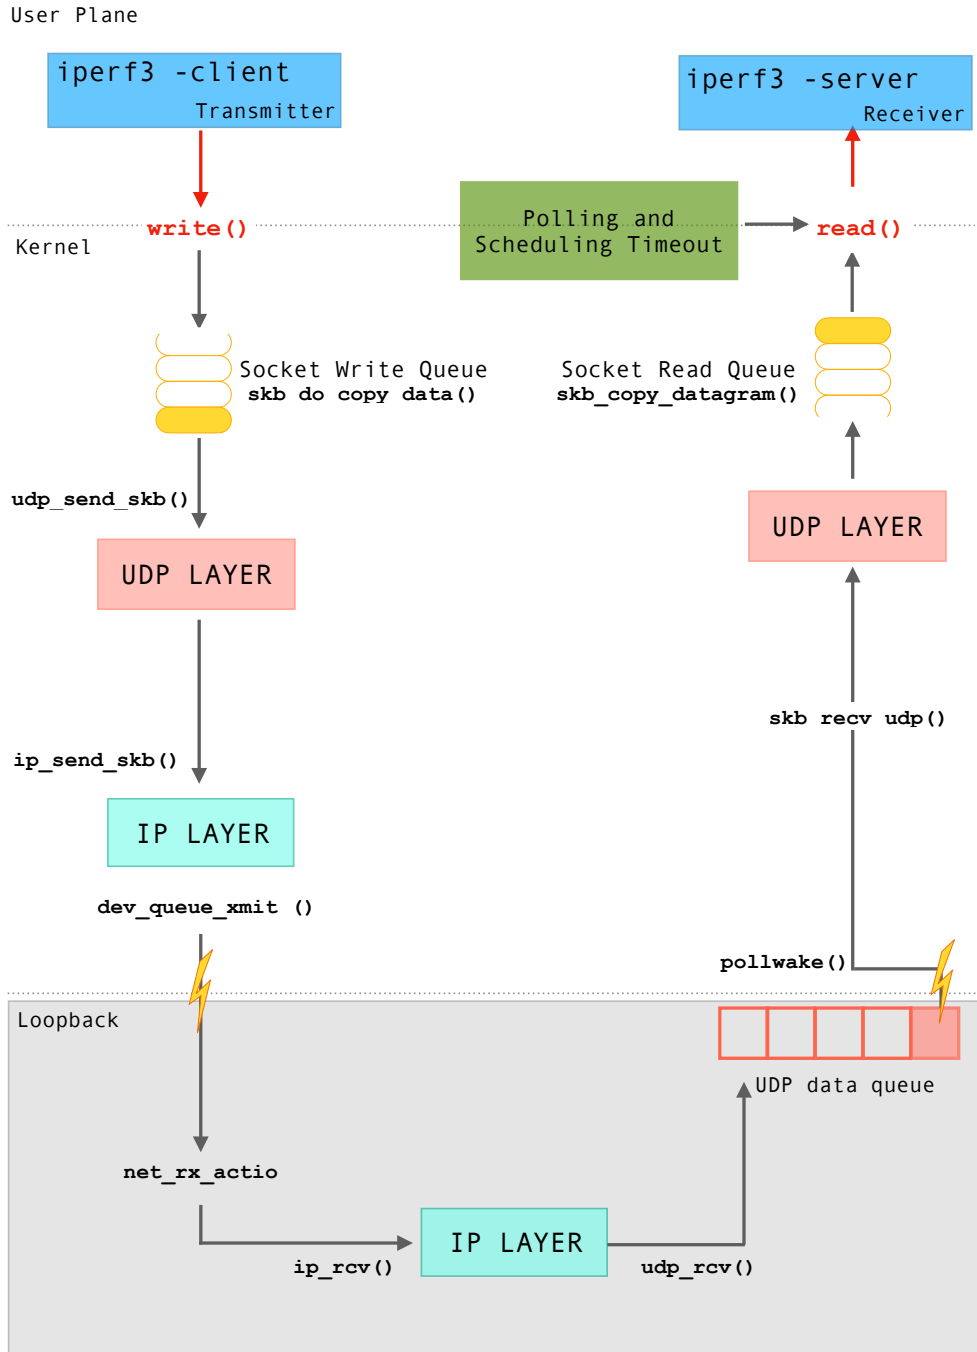 User Plane
iperf3 -client
Transmitter
iperf3 -server
Receiver
write()
Polling and
Scheduling Timeout
read()
Kernel
Socket Write Queue
skb do copy data()
Socket Read Queue
skb_copy_datagram()
udp_send_skb()
UDP LAYER
UDP LAYER
skb recv udp()
ip_send_skb()
IP LAYER
dev_queue_xmit ()
pollwake()
Loopback
UDP data queue
net_rx_actio
IP LAYER
ip_rcv()
udp_rcv()